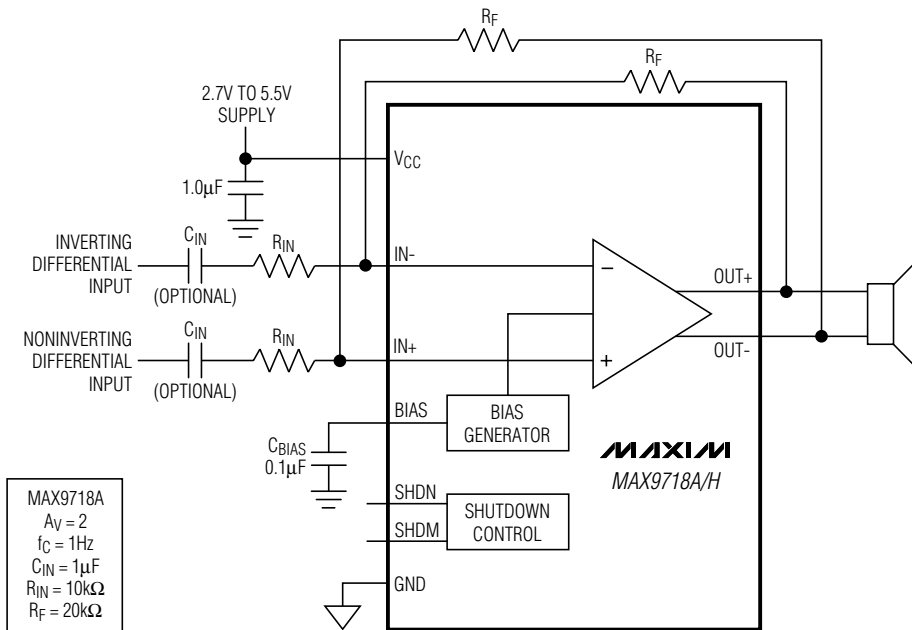 RF
RF
2.7V TO 5.5V
SUPPLY
VCC
1.0µF
INVERTING
DIFFERENTIAL
INPUT
CIN
(OPTIONAL)
RIN
IN-
−
OUT+
NONINVERTING
DIFFERENTIAL
INPUT
CIN
(OPTIONAL)
RIN
IN+
+
OUT-
BIAS
BIAS
GENERATOR
CBIAS
0.1µF
MAXIM
MAX9718A/H
SHDN
SHDM
SHUTDOWN
CONTROL
GND
MAX9718A
AV = 2
fC = 1Hz
CIN = 1µF
RIN = 10kΩ
RF = 20kΩ